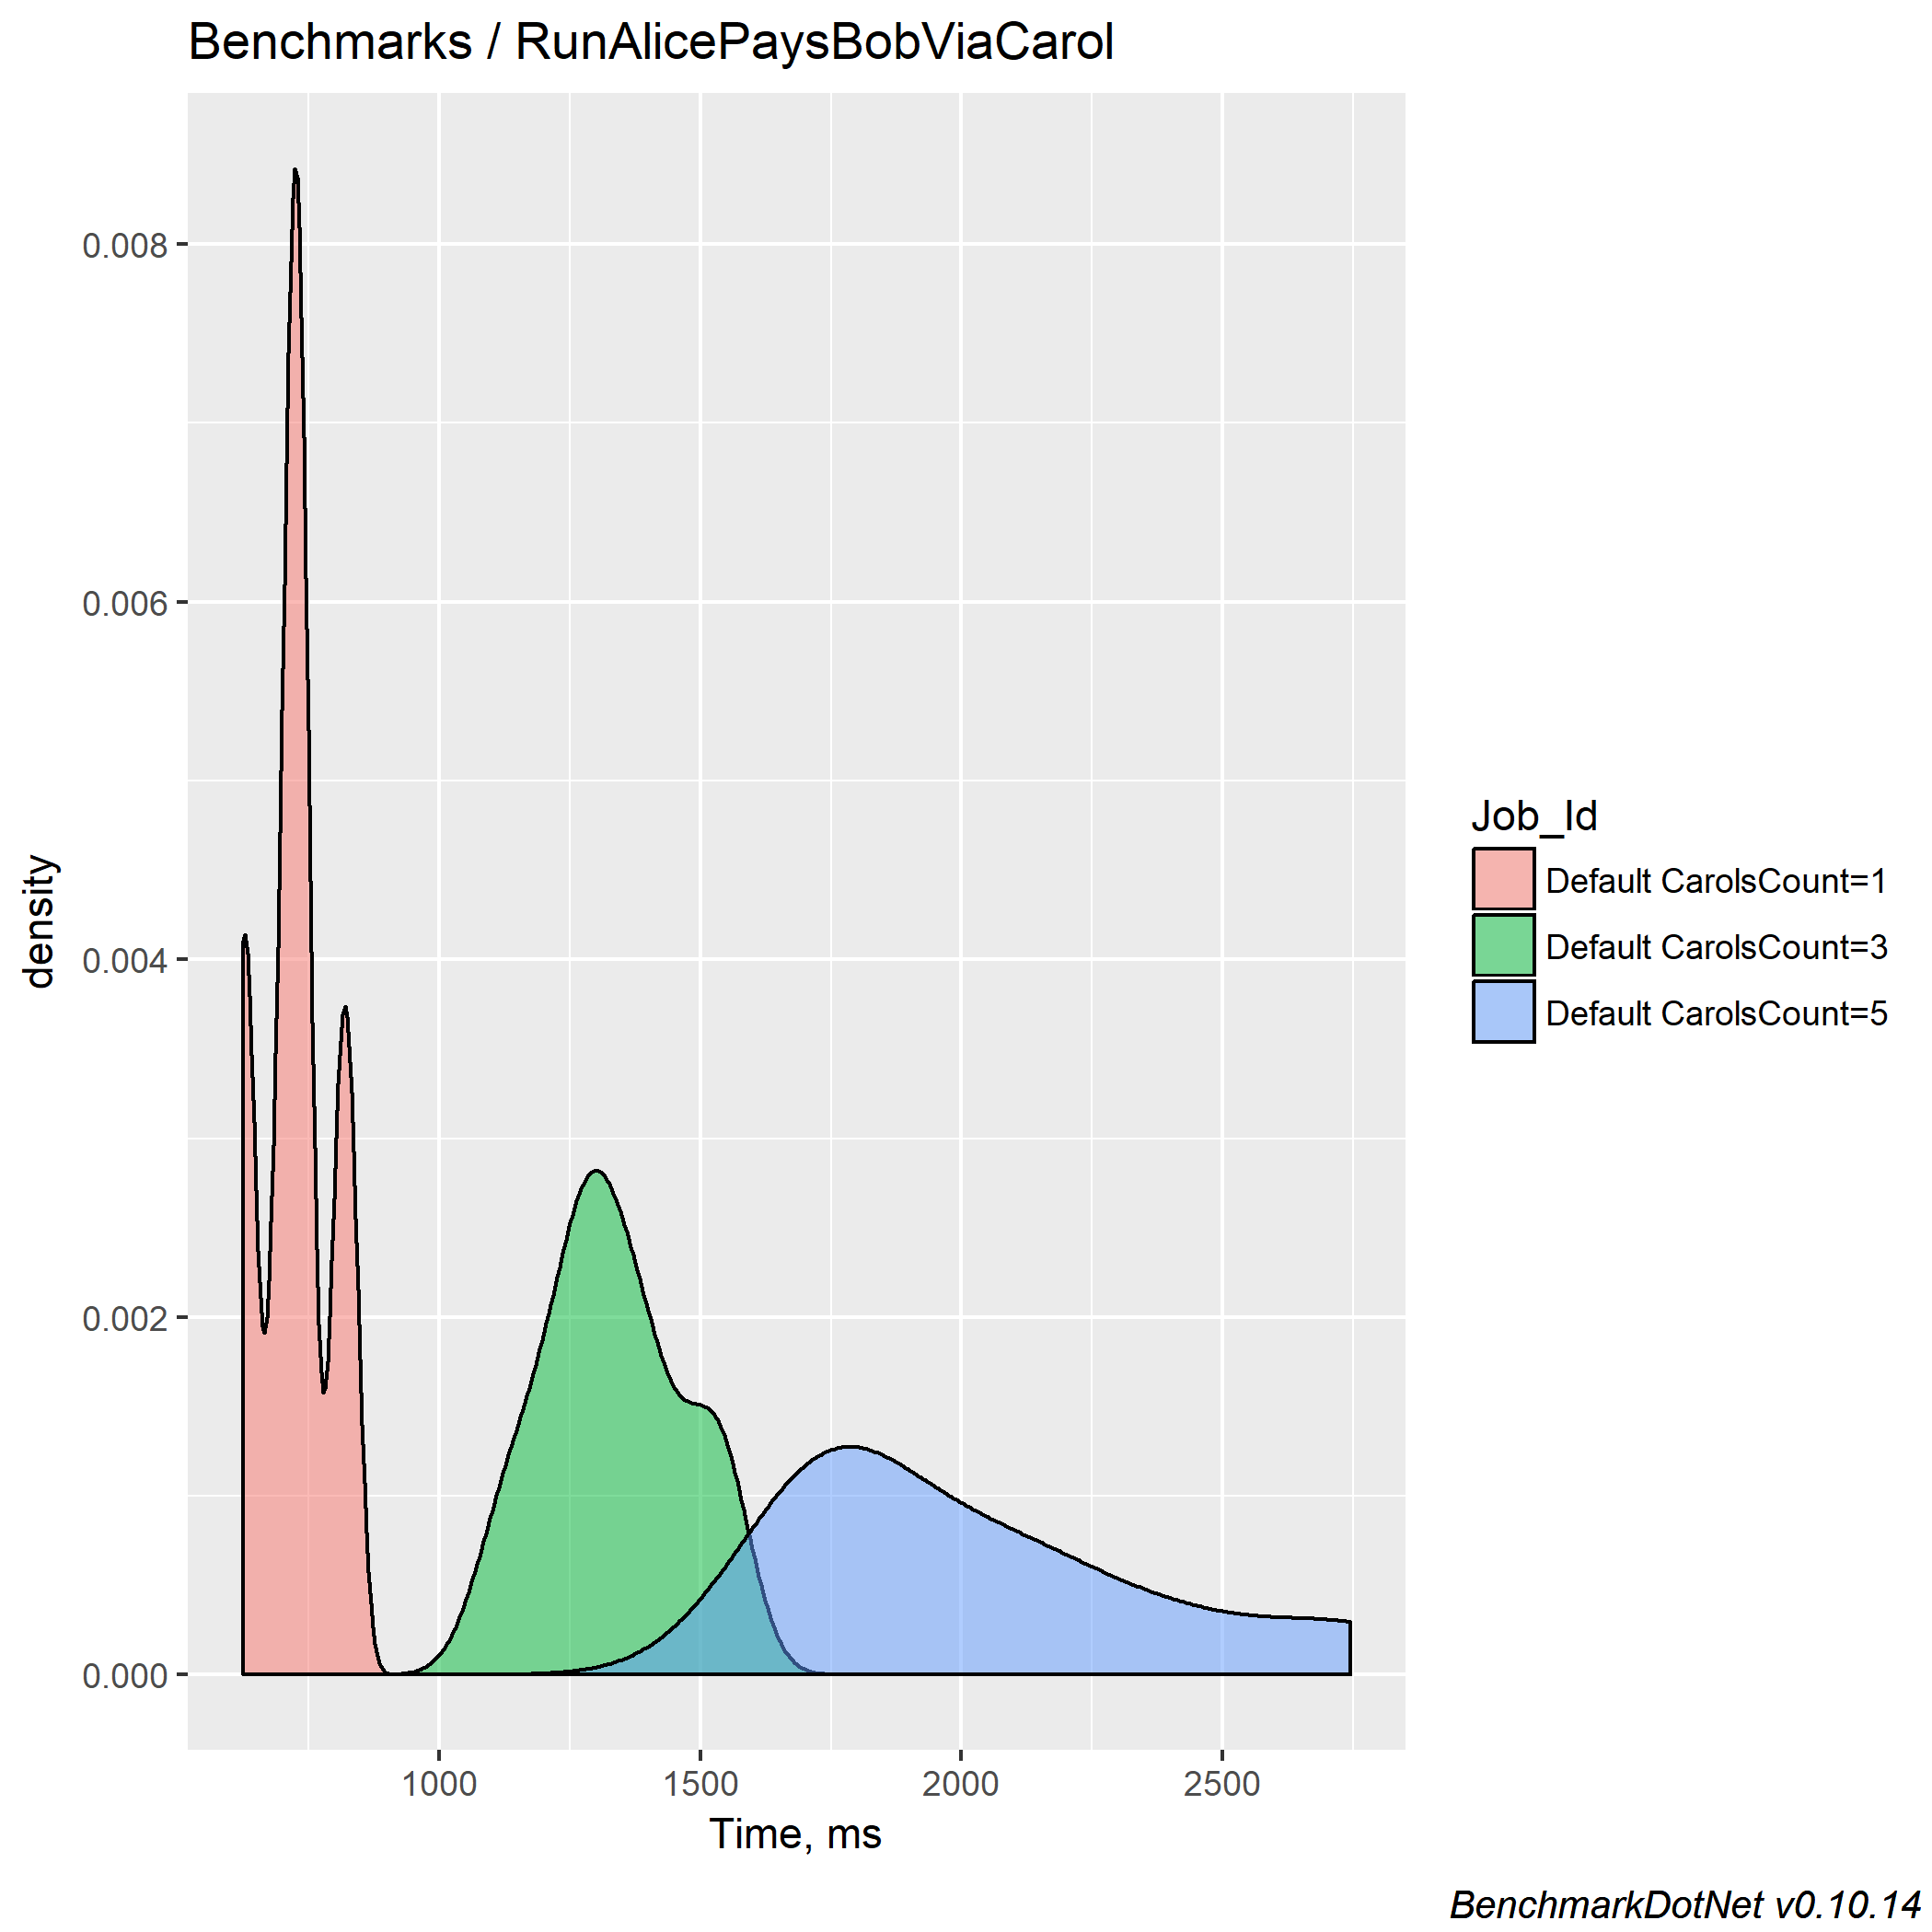 Benchmarks / RunAlicePaysBobViaCarol
density
0.008
0.006
0.004
0.002
0.000
1000 1500 2000 2500
Time, ms
Job_Id
Default CarolsCount=1
Default CarolsCount=3
Default CarolsCount=5
BenchmarkDotNet v0.10.14